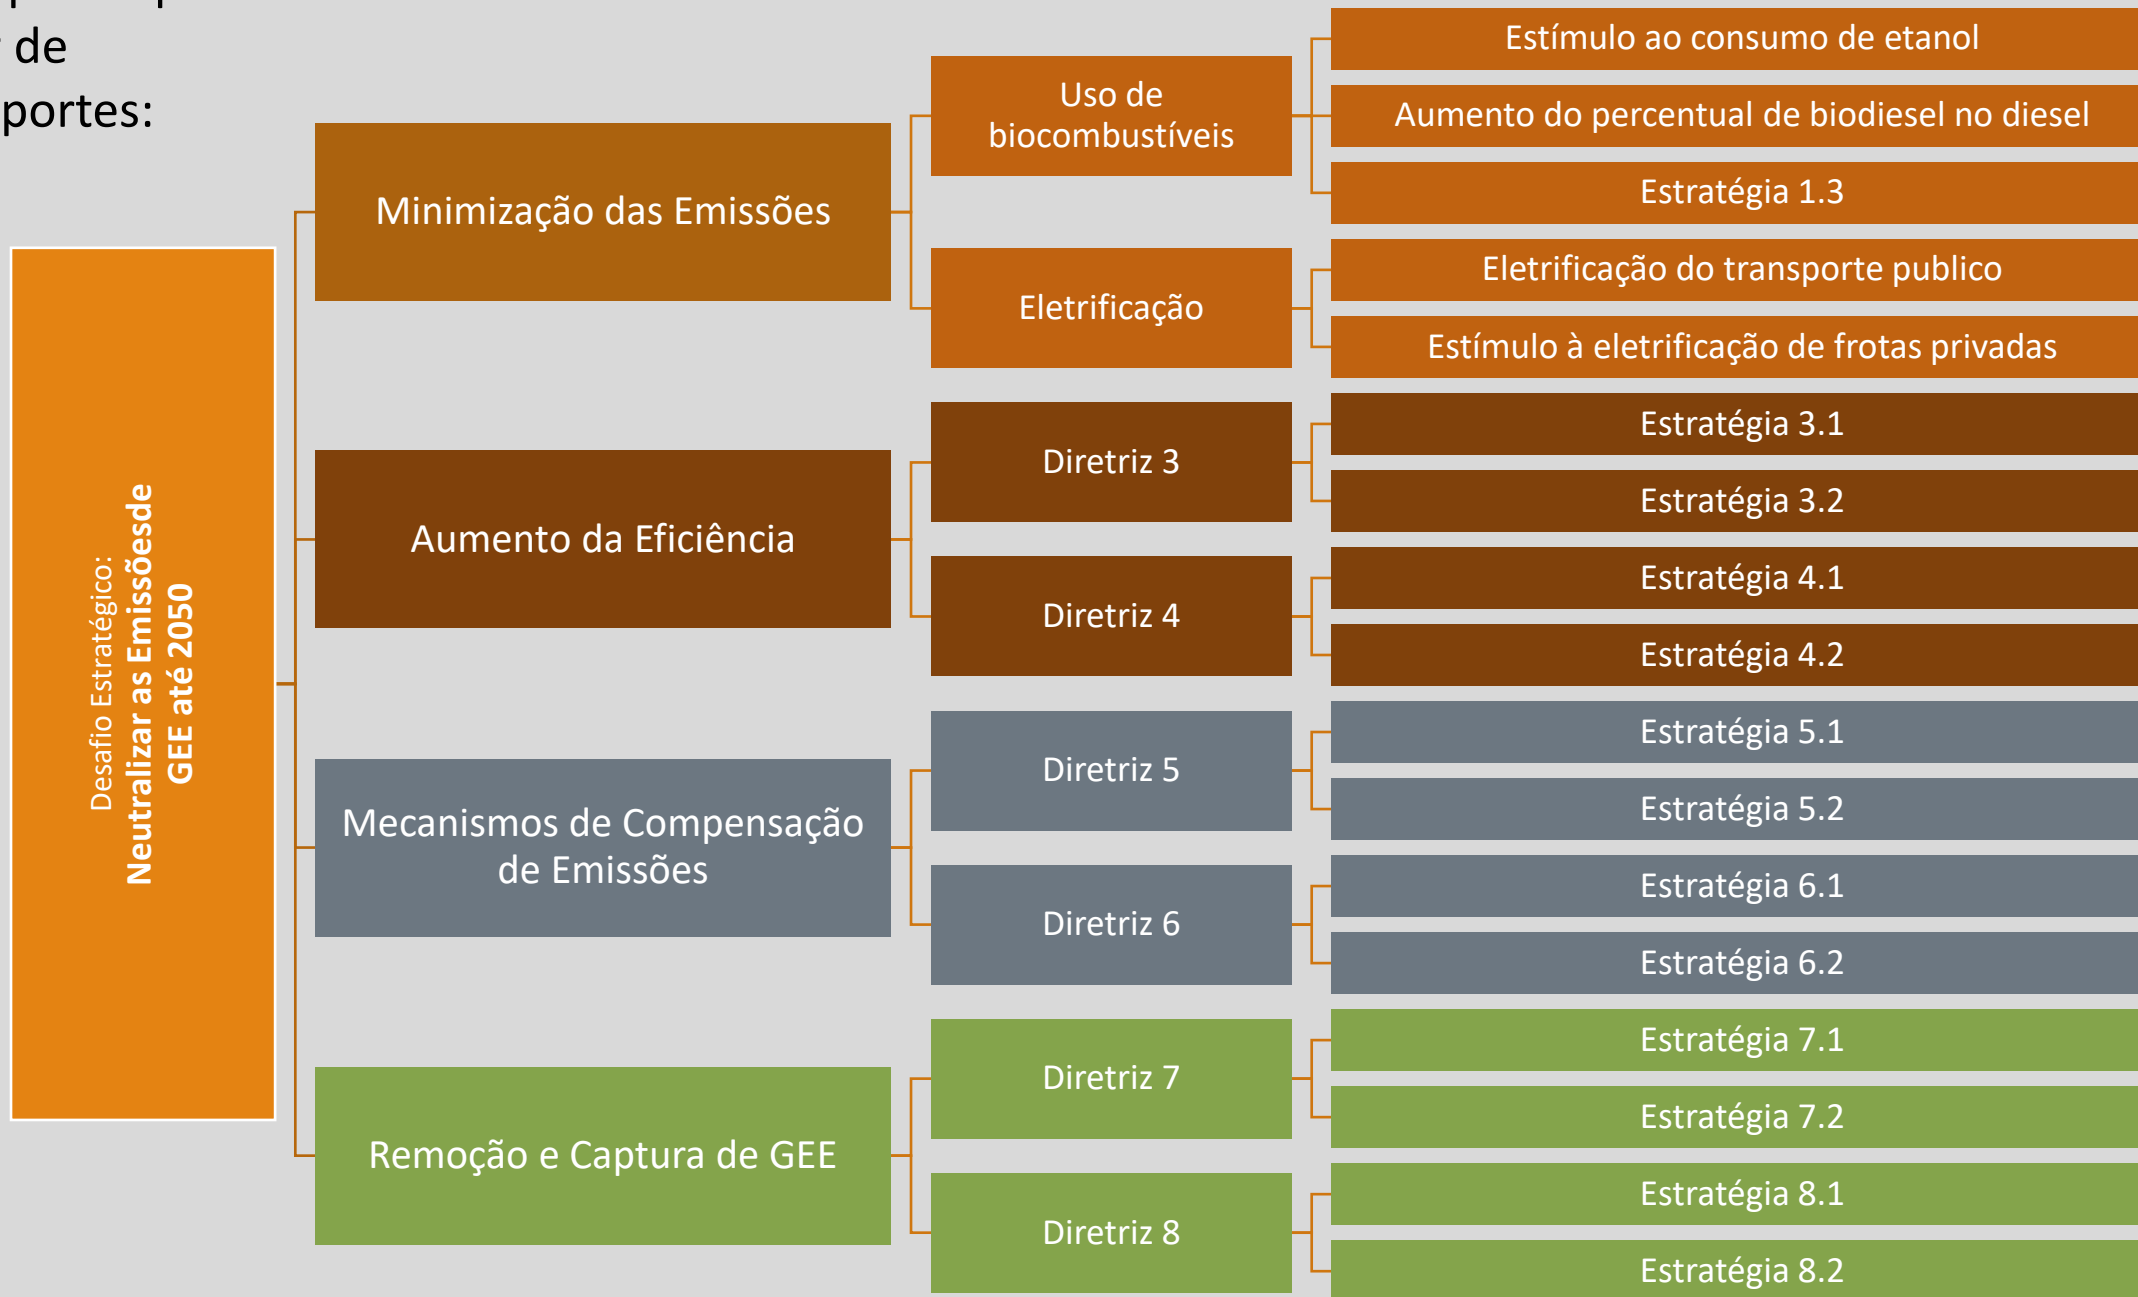 de
portes:
Desafio Estratégico:
Neutralizar as Emissõesde
GEE até 2050
Minimização das Emissões
Uso de
biocombustíveis
Estímulo ao consumo de etanol
Aumento do percentual de biodiesel no diesel
Estratégia 1.3
Eletrificação
Eletrificação do transporte publico
Estímulo à eletrificação de frotas privadas
Aumento da Eficiência
Diretriz 3
Estratégia 3.1
Estratégia 3.2
Diretriz 4
Estratégia 4.1
Estratégia 4.2
Mecanismos de Compensação
de Emissões
Diretriz 5
Estratégia 5.1
Estratégia 5.2
Diretriz 6
Estratégia 6.1
Estratégia 6.2
Remoção e Captura de GEE
Diretriz 7
Estratégia 7.1
Estratégia 7.2
Diretriz 8
Estratégia 8.1
Estratégia 8.2